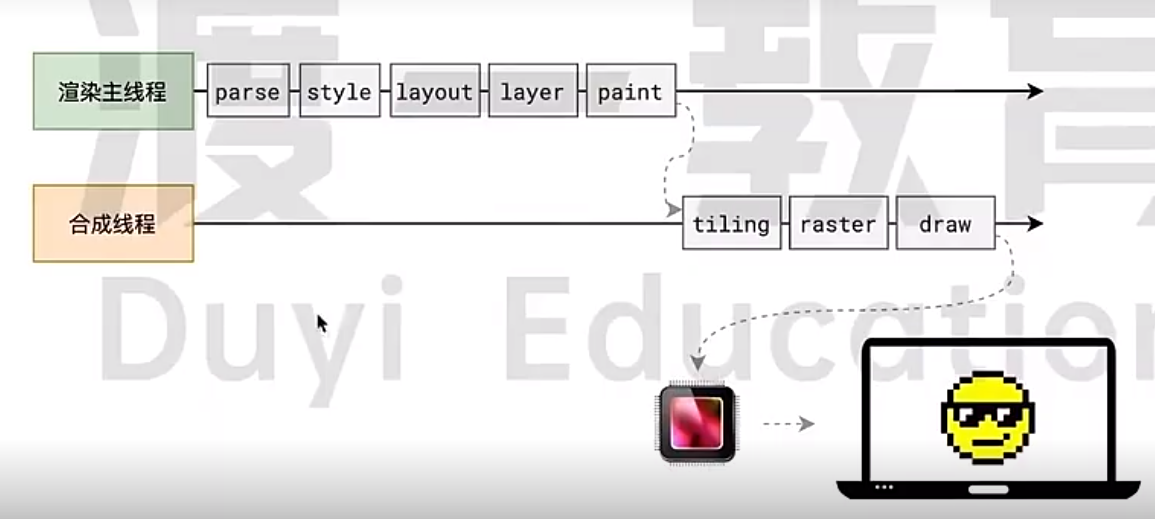 渡一教育
渲染主线程
parse
style
layout
layer
paint
合成线程
tiling
raster
draw
Duyi Education